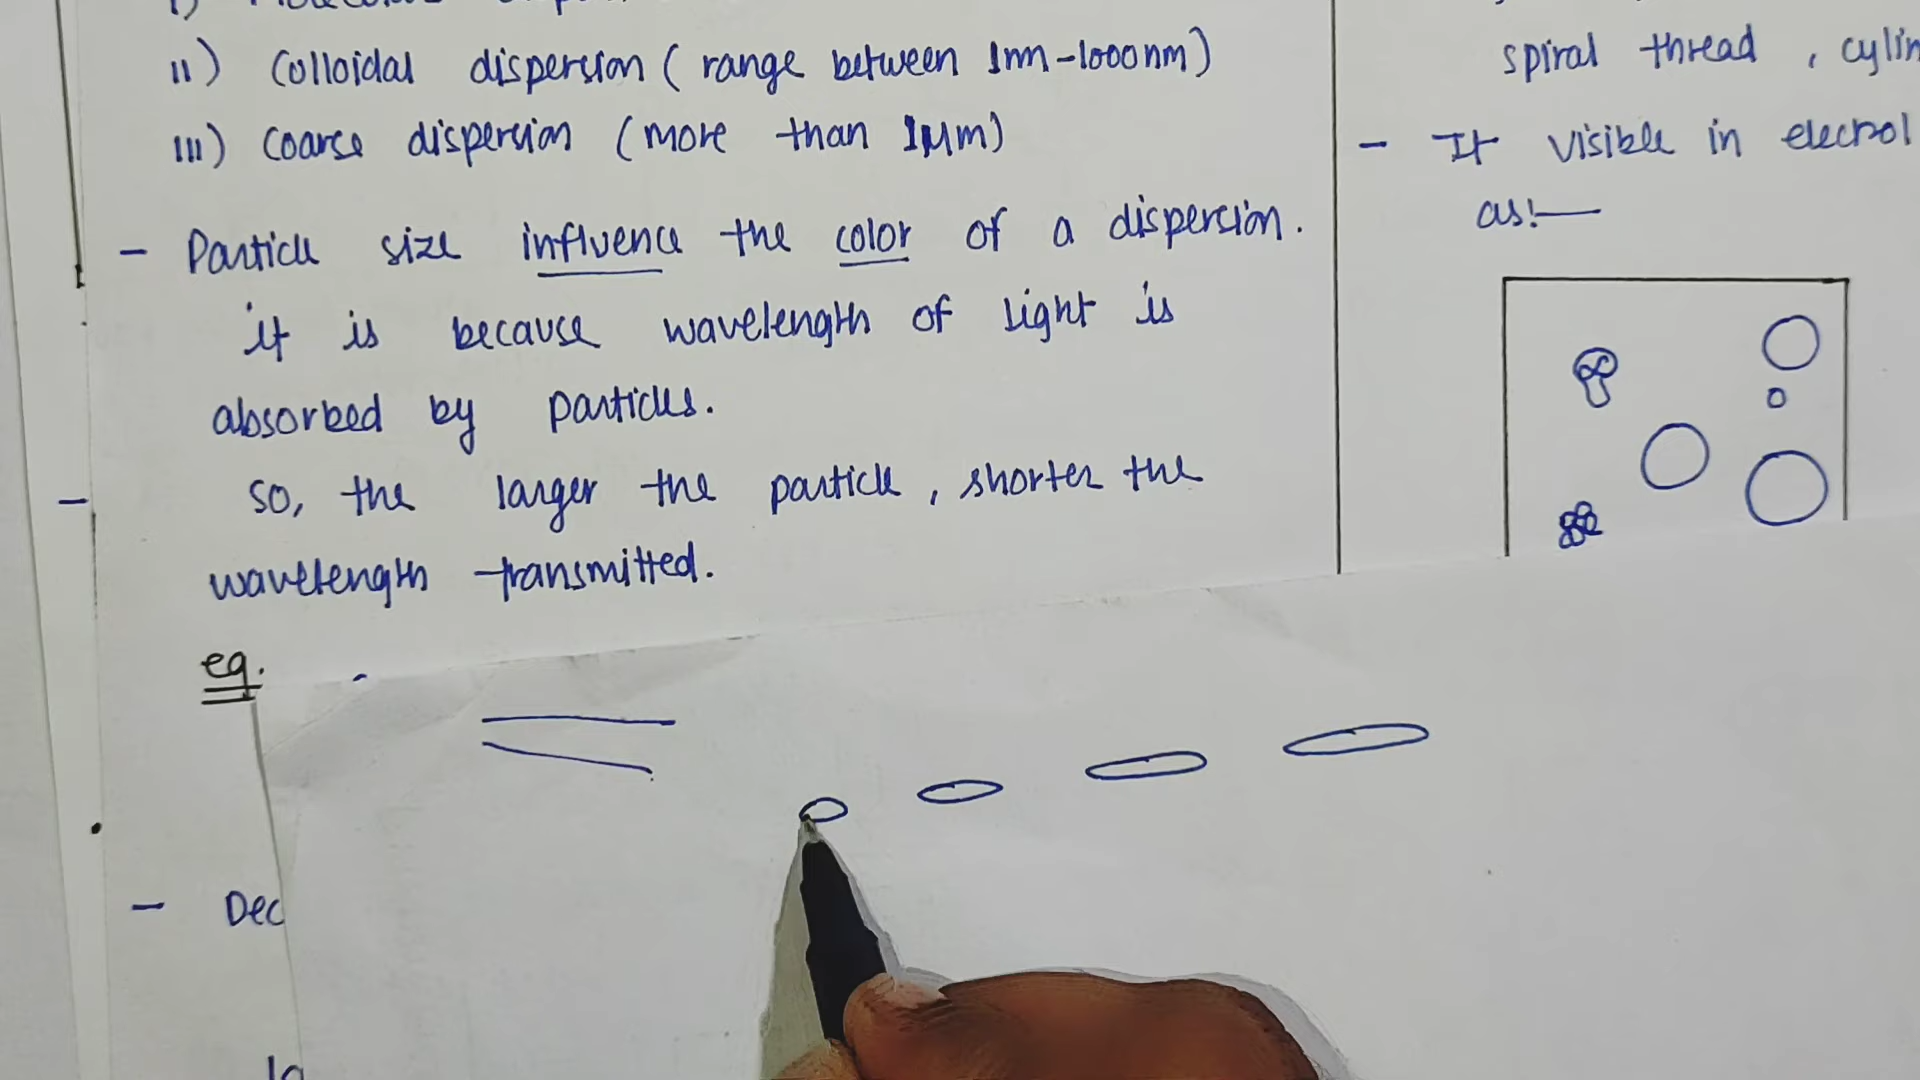 ii) Colloidal dispersion (range between 1nm-1000nm)
iii) Coarse dispersion (more than 1μm)
- Particle size influence the color of a dispersion.
it is because wavelength of light is
absorbed by particles.
so, the larger the particle, shorter the
wavelength transmitted.
eg.
- Dec
spiral thread, cylin
- It visible in electrol
as:-